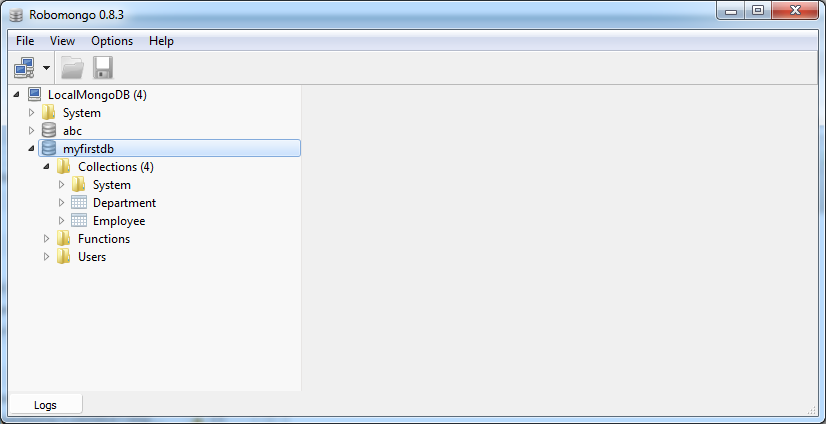 Robomongo 0.8.3
File View Options Help
LocalMongoDB (4)
System
abc
myfirstdb
Collections (4)
System
Department
Employee
Functions
Users
Logs